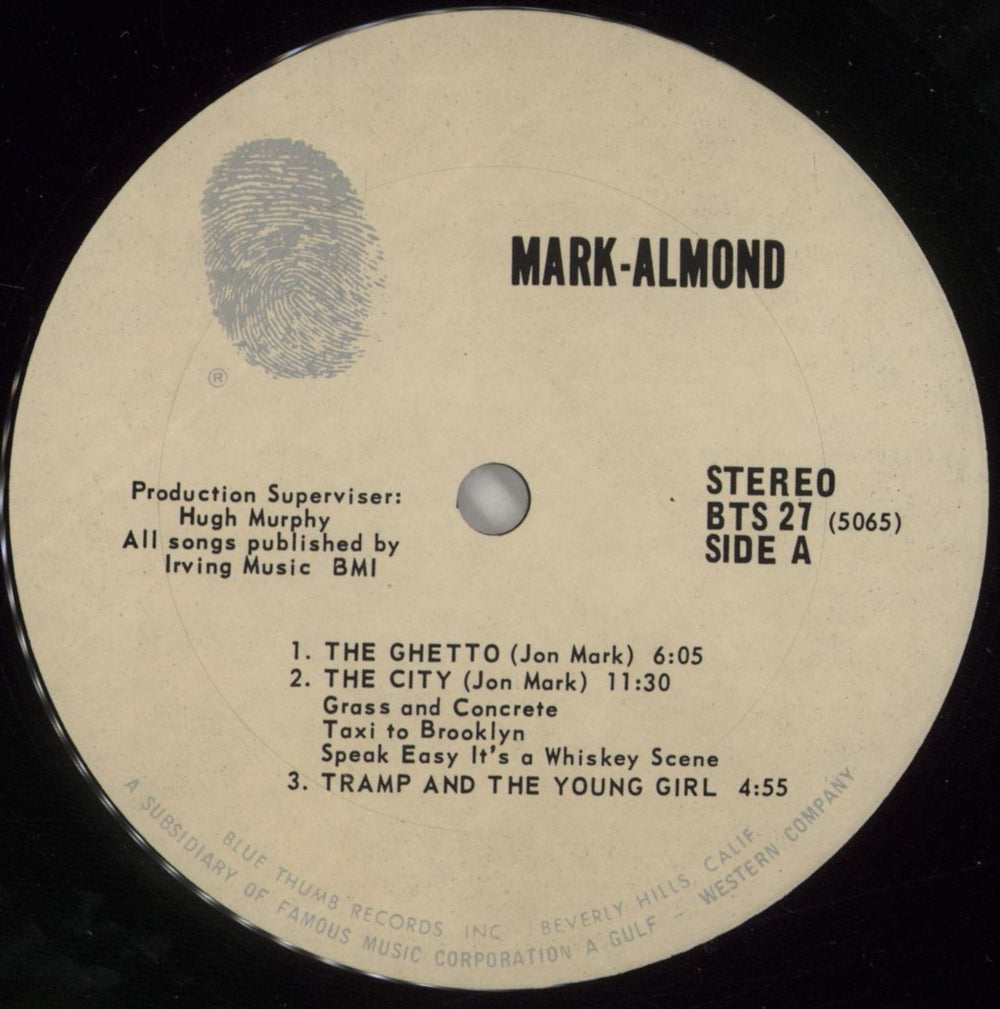 MARK-ALMOND
®
Production Superviser:
Hugh Murphy
All songs published by
Irving Music BMI
STEREO
BTS 27 (5065)
SIDE A
1. THE GHETTO (Jon Mark) 6:05
2. THE CITY (Jon Mark) 11:30
Grass and Concrete
Taxi to Brooklyn
Speak Easy It's a Whiskey Scene
3. TRAMP AND THE YOUNG GIRL 4:55
BLUE THUMB RECORDS, INC. BEVERLY HILLS, CALIF.
A SUBSIDIARY OF FAMOUS MUSIC CORPORATION A GULF - WESTERN COMPANY